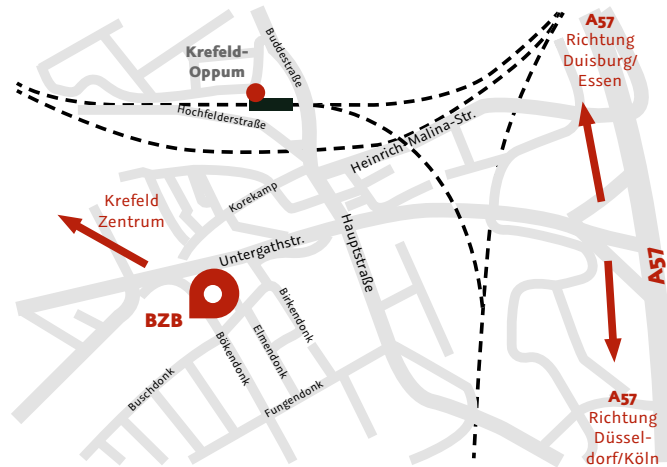 A57
Richtung
Duisburg/
Essen
Krefeld-
Oppum
Buddestraße
Hochfelderstraße
Heinrich-Malina-Str.
Krefeld
Zentrum
Korekamp
Untergathstr.
Hauptstraße
A57
BZB
Birkendonk
Elmendonk
Bökendonk
Buschdonk
Fungendonk
A57
Richtung
Düssel-
dorf/Köln